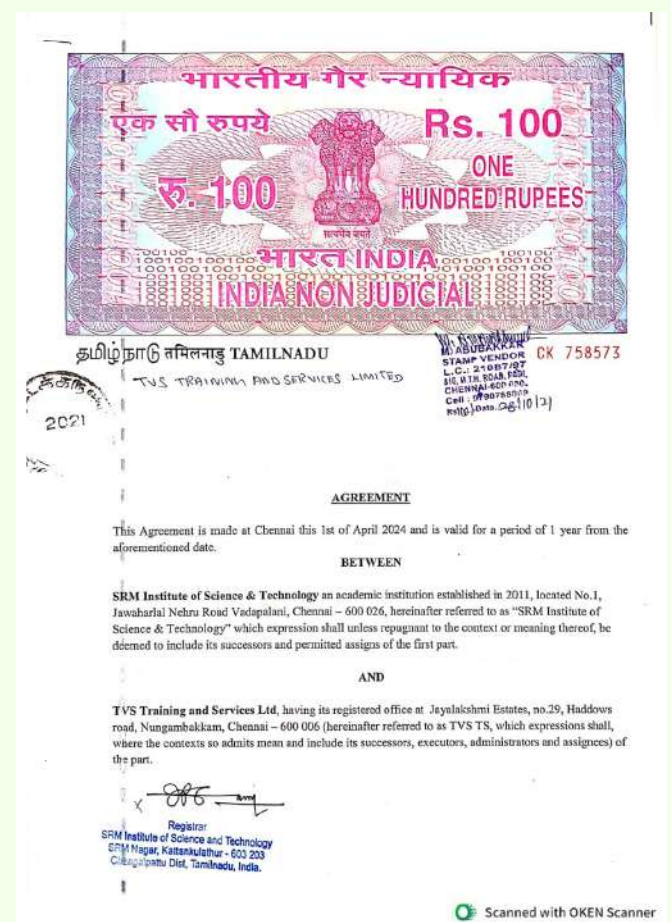 भारतीय गैर न्यायिक
एक सौ रुपये
Rs. 100
रु. 100
ONE
HUNDRED RUPEES
सत्यमेव जयते
भारत INDIA
INDIA NON JUDICIAL
தமிழ்நாடு तमिलनाडु TAMILNADU
TVS TRAINING AND SERVICES LIMITED
M. ABUBAKKAR
STAMP VENDOR
CHENNAI-600 050.
28/10/21
CK 758573
2021
AGREEMENT
This Agreement is made at Chennai this 1st of April 2024 and is valid for a period of 1 year from the
aforementioned date.
BETWEEN
SRM Institute of Science & Technology an academic institution established in 2011, located No.1,
Jawaharlal Nehru Road Vadapalani, Chennai – 600 026, hereinafter referred to as “SRM Institute of
Science & Technology” which expression shall unless repugnant to the context or meaning thereof, be
deemed to include its successors and permitted assigns of the first part.
AND
TVS Training and Services Ltd, having its registered office at Jayalakshmi Estates, no.29, Haddows
road, Nungambakkam, Chennai – 600 006 (hereinafter referred to as TVS TS, which expressions shall,
where the contexts so admits mean and include its successors, executors, administrators and assignees) of
the part.
Registrar
SRM Institute of Science and Technology
SRM Nagar, Kattankulathur - 603 203
Chengalpattu Dist, Tamilnadu, India.
Scanned with OKEN Scanner